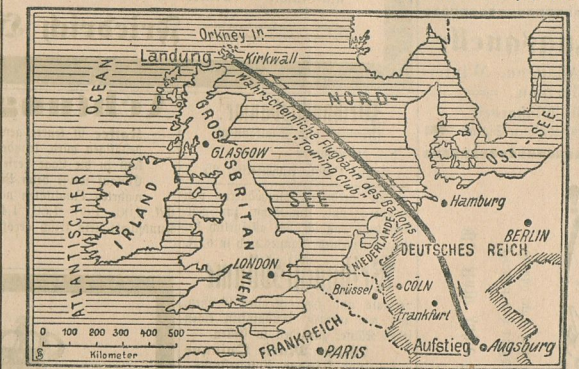 Orkney In.
Landung
Kirkwall
OCEAN
ATLANTISCHER
NORD-
SEE
OST-SEE
Wahrscheinliche Flugbahn des Ballons
„Touring Club“
GROSSBRITANNIEN
GLASGOW
IRLAND
LONDON
Hamburg
BERLIN
NIEDERLANDE
DEUTSCHES REICH
Brüssel
CÖLN
Frankfurt
FRANKREICH
PARIS
Aufstieg
Augsburg
0 100 200 300 400 500
Kilometer